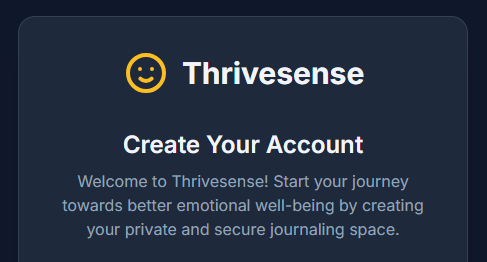 Thrivesense
Create Your Account
Welcome to Thrivesense! Start your journey
towards better emotional well-being by creating
your private and secure journaling space.